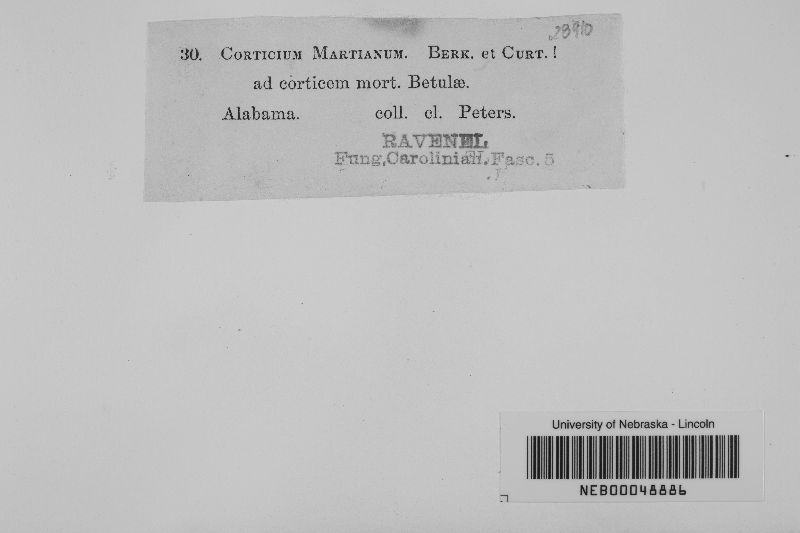 28910
30. CORTICIUM MARTIANUM. BERK. et CURT.!
ad corticem mort. Betulæ.
Alabama. coll. cl. Peters.
RAVENEL
Fung. Carolinian. Fasc. 5
University of Nebraska - Lincoln
NEB00048886